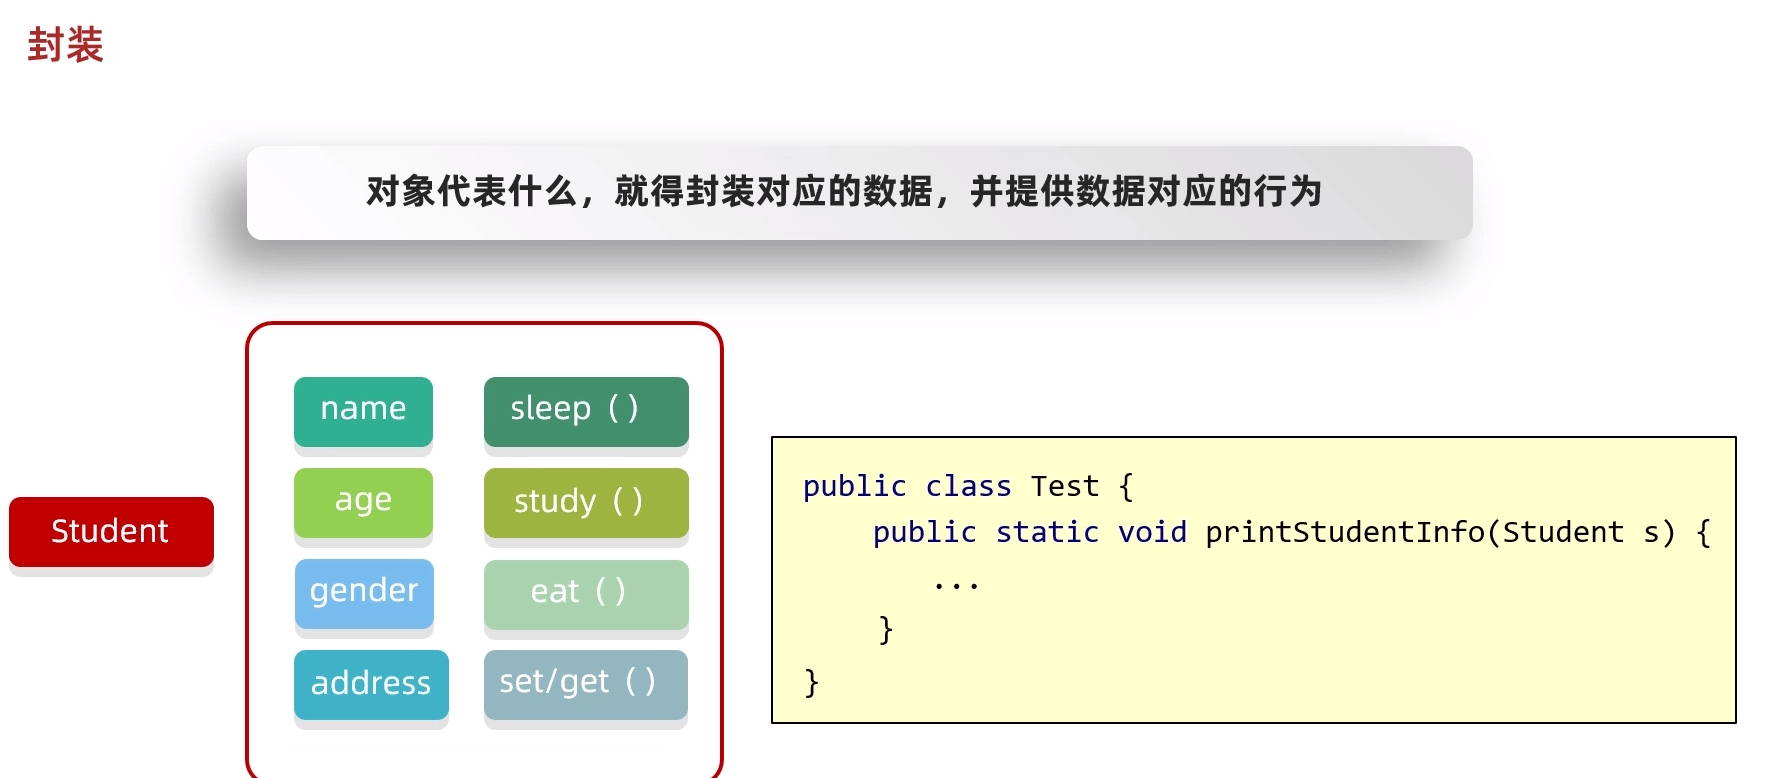 封装
对象代表什么，就得封装对应的数据，并提供数据对应的行为
Student
name
sleep（）
age
study（）
gender
eat（）
address
set/get（）
public class Test {
public static void printStudentInfo(Student s) {
...
}
}